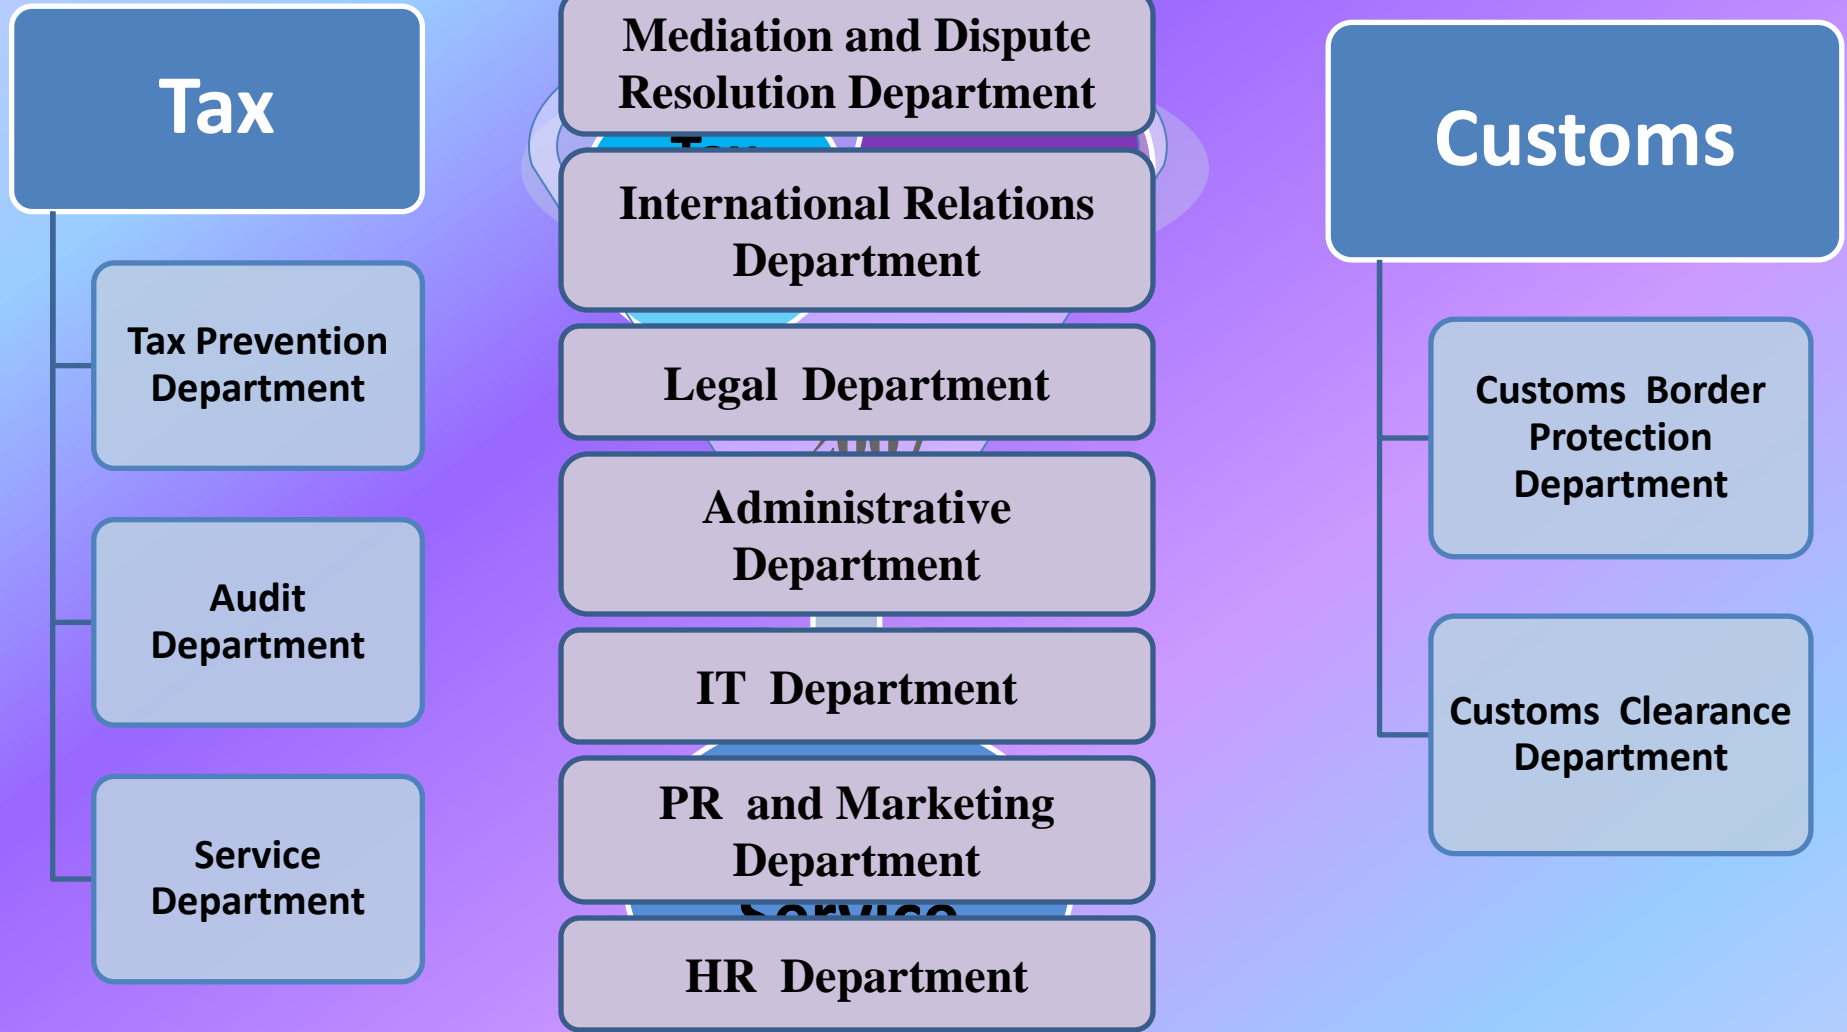 Tax
Tax Prevention
Department
Audit
Department
Service
Department
Mediation and Dispute
Resolution Department
International Relations
Department
Legal  Department
Administrative
Department
IT  Department
PR  and Marketing
Department
Service
HR  Department
Customs
Customs  Border
Protection
Department
Customs  Clearance
Department